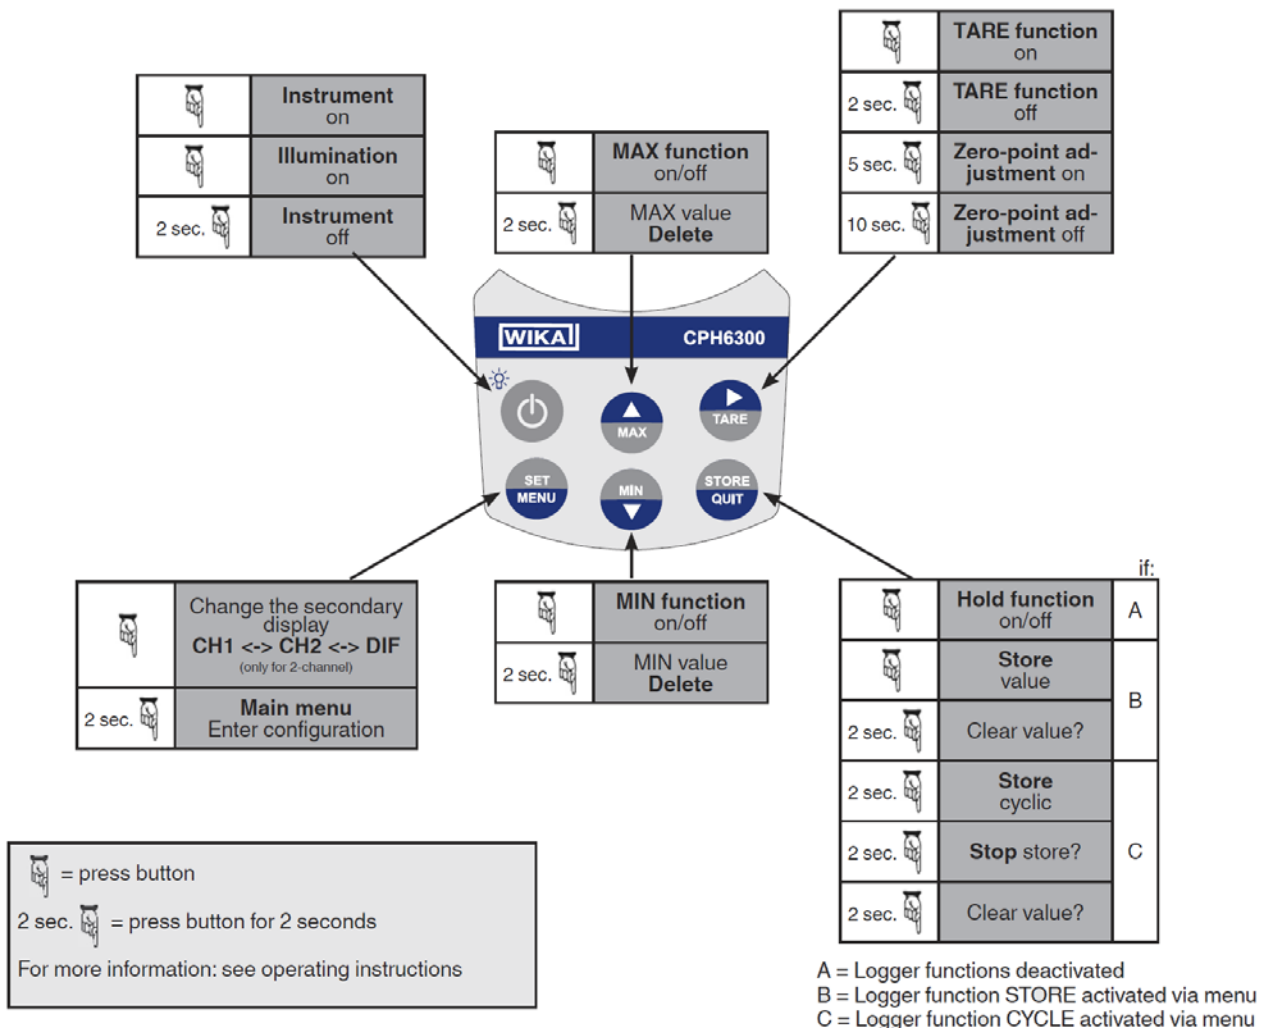 Instrument
on
Illumination
on
2 sec.
Instrument
off
MAX function
on/off
2 sec.
MAX value
Delete
TARE function
on
2 sec.
TARE function
off
5 sec.
Zero-point ad-
justment on
10 sec.
Zero-point ad-
justment off
WIKAI
CPH6300
MAX
TARE
SET
MENU
MIN
STORE
QUIT
Change the secondary
display
CH1 <-> CH2 <-> DIF
(only for 2-channel)
2 sec.
Main menu
Enter configuration
MIN function
on/off
2 sec.
MIN value
Delete
if:
Hold function
on/off
A
Store
value
2 sec.
Clear value?
B
2 sec.
Store
cyclic
2 sec.
Stop store?
C
2 sec.
Clear value?
A = Logger functions deactivated
B = Logger function STORE activated via menu
C = Logger function CYCLE activated via menu
= press button
2 sec. = press button for 2 seconds
For more information: see operating instructions